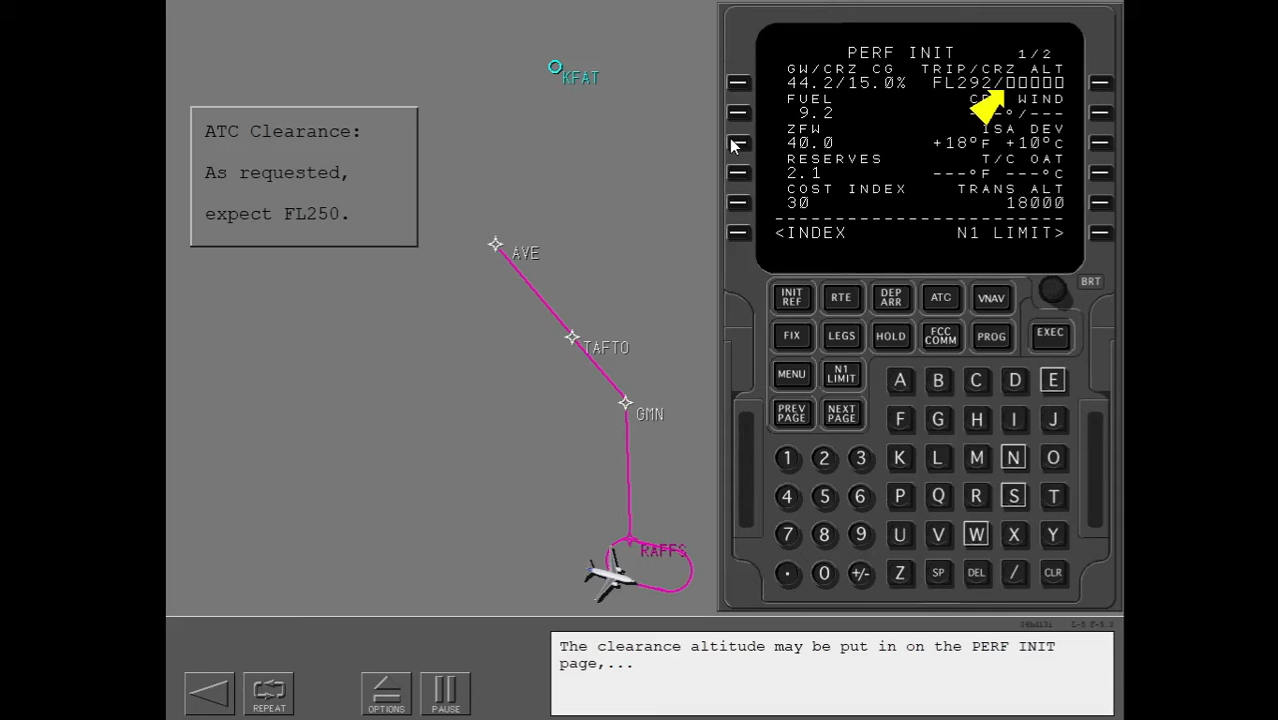 KFAT
ATC Clearance:
As requested,
expect FL250.
AVE
TAFTO
GMN
RAFFS
PERF INIT 1/2
GW/CRZ CG TRIP/CRZ ALT
44.2/15.0% FL292/□□□□□
FUEL WIND
9.2 ---°/---
ZFW ISA DEV
40.0 +18°F +10°C
RESERVES T/C OAT
2.1 ---°F ---°C
COST INDEX TRANS ALT
30 18000
<INDEX N1 LIMIT>
BRT
INIT REF RTE DEP ARR ATC VNAV
FIX LEGS HOLD FCC COMM PROG EXEC
MENU N1 LIMIT
PREV PAGE NEXT PAGE
A B C D E
F G H I J
1 2 3 K L M N O
4 5 6 P Q R S T
7 8 9 U V W X Y
. 0 +/- Z SP DEL / CLR
The clearance altitude may be put in on the PERF INIT
page,...
REPEAT
OPTIONS
PAUSE